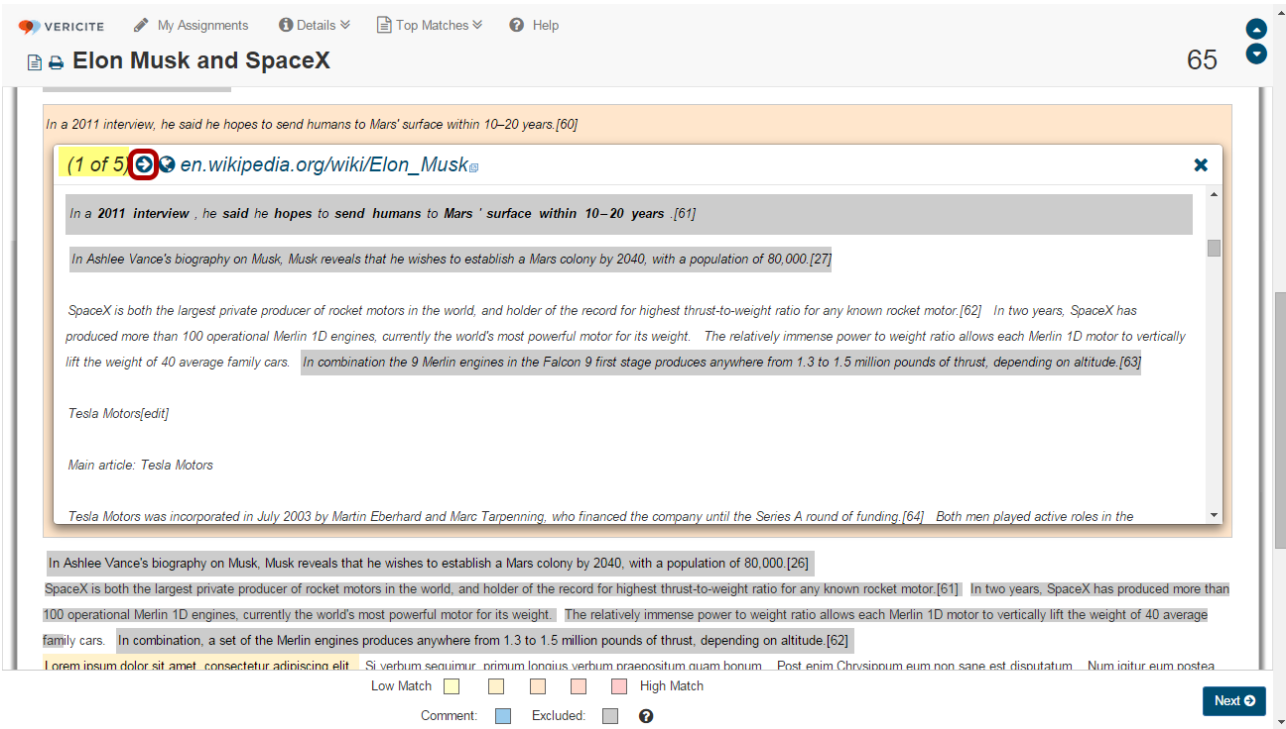 VERICITE My Assignments Details Top Matches Help
Elon Musk and SpaceX 65
In a 2011 interview, he said he hopes to send humans to Mars' surface within 10–20 years.[60]
(1 of 5) en.wikipedia.org/wiki/Elon_Musk
In a 2011 interview , he said he hopes to send humans to Mars ' surface within 10–20 years .[61]
In Ashlee Vance's biography on Musk, Musk reveals that he wishes to establish a Mars colony by 2040, with a population of 80,000.[27]
SpaceX is both the largest private producer of rocket motors in the world, and holder of the record for highest thrust-to-weight ratio for any known rocket motor.[62] In two years, SpaceX has
produced more than 100 operational Merlin 1D engines, currently the world's most powerful motor for its weight. The relatively immense power to weight ratio allows each Merlin 1D motor to vertically
lift the weight of 40 average family cars. In combination the 9 Merlin engines in the Falcon 9 first stage produces anywhere from 1.3 to 1.5 million pounds of thrust, depending on altitude.[63]
Tesla Motors[edit]
Main article: Tesla Motors
Tesla Motors was incorporated in July 2003 by Martin Eberhard and Marc Tarpenning, who financed the company until the Series A round of funding.[64] Both men played active roles in the
In Ashlee Vance's biography on Musk, Musk reveals that he wishes to establish a Mars colony by 2040, with a population of 80,000.[26]
SpaceX is both the largest private producer of rocket motors in the world, and holder of the record for highest thrust-to-weight ratio for any known rocket motor.[61] In two years, SpaceX has produced more than
100 operational Merlin 1D engines, currently the world's most powerful motor for its weight. The relatively immense power to weight ratio allows each Merlin 1D motor to vertically lift the weight of 40 average
family cars. In combination, a set of the Merlin engines produces anywhere from 1.3 to 1.5 million pounds of thrust, depending on altitude.[62]
Lorem ipsum dolor sit amet, consectetur adipiscing elit. Si verbum sequimur, primum longius verbum praepositum quam bonum. Post enim Chrysippum eum non sane est disputatum. Num igitur eum postea
Low Match High Match
Next
Comment: Excluded: